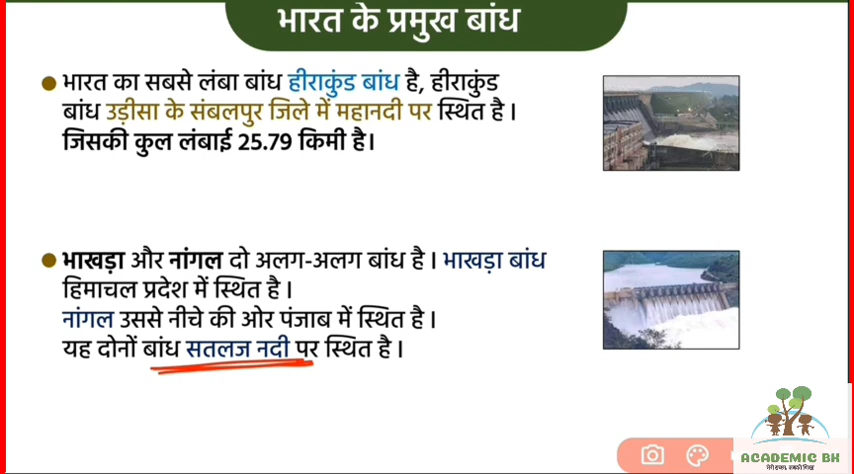 भारत के प्रमुख बांध
भारत का सबसे लंबा बांध हीराकुंड बांध है, हीराकुंड
बांध उड़ीसा के संबलपुर जिले में महानदी पर स्थित है।
जिसकी कुल लंबाई 25.79 किमी है।
भाखड़ा और नांगल दो अलग-अलग बांध है। भाखड़ा बांध
हिमाचल प्रदेश में स्थित है।
नांगल उससे नीचे की ओर पंजाब में स्थित है।
यह दोनों बांध सतलज नदी पर स्थित है।
ACADEMIC BH